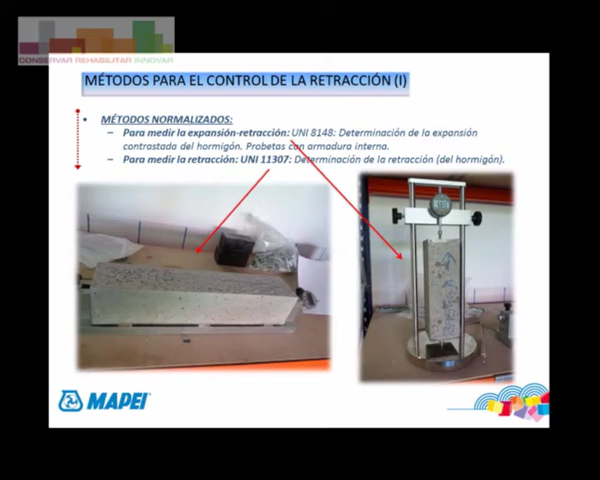 CONSERVAR REHABILITAR INNOVAR
MÉTODOS PARA EL CONTROL DE LA RETRACCIÓN (I)
• MÉTODOS NORMALIZADOS:
– Para medir la expansión-retracción: UNI 8148: Determinación de la expansión
contrastada del hormigón. Probetas con armadura interna.
– Para medir la retracción: UNI 11307: Determinación de la retracción (del hormigón).
MAPEI